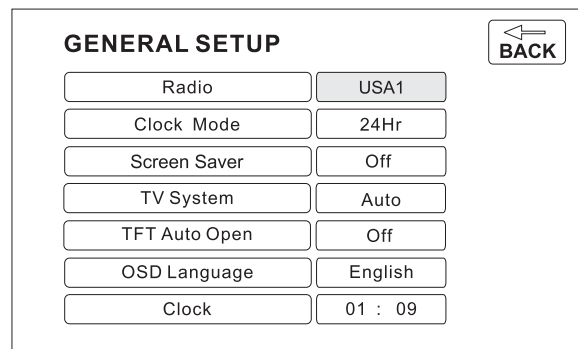 GENERAL SETUP
BACK
Radio USA1
Clock Mode 24Hr
Screen Saver Off
TV System Auto
TFT Auto Open Off
OSD Language English
Clock 01 : 09